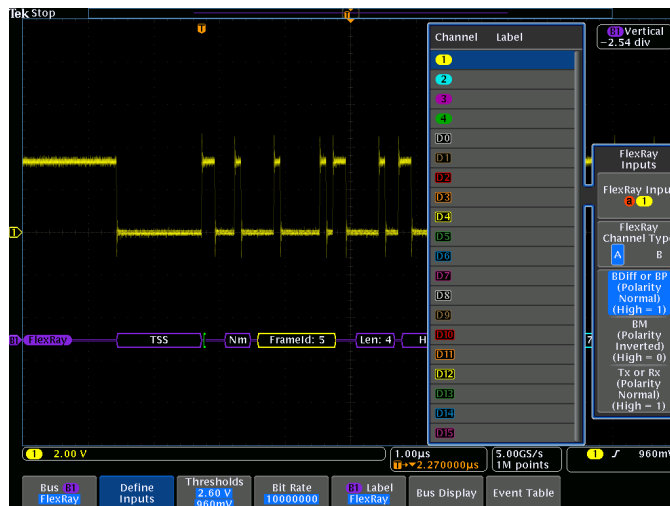 Tek Stop
T
T
B1 Vertical
-2.54 div
Channel Label
1
2
3
4
D0
D1
D2
D3
D4
D5
D6
D7
D8
D9
D10
D11
D12
D13
D14
D15
FlexRay
Inputs
FlexRay Inpu
a 1
FlexRay
Channel Type
A B
BDiff or BP
(Polarity
Normal)
(High = 1)
BM
(Polarity
Inverted)
(High = 0)
Tx or Rx
(Polarity
Normal)
(High = 1)
1
B1 FlexRay TSS Nm FrameId: 5 Len: 4 H 7
1 2.00 V
1.00µs
T→▼2.270000µs
5.00GS/s
1M points
1 960mV
Bus B1
FlexRay
Define
Inputs
Thresholds
2.60 V
960mV
Bit Rate
10000000
B1 Label
FlexRay
Bus Display
Event Table